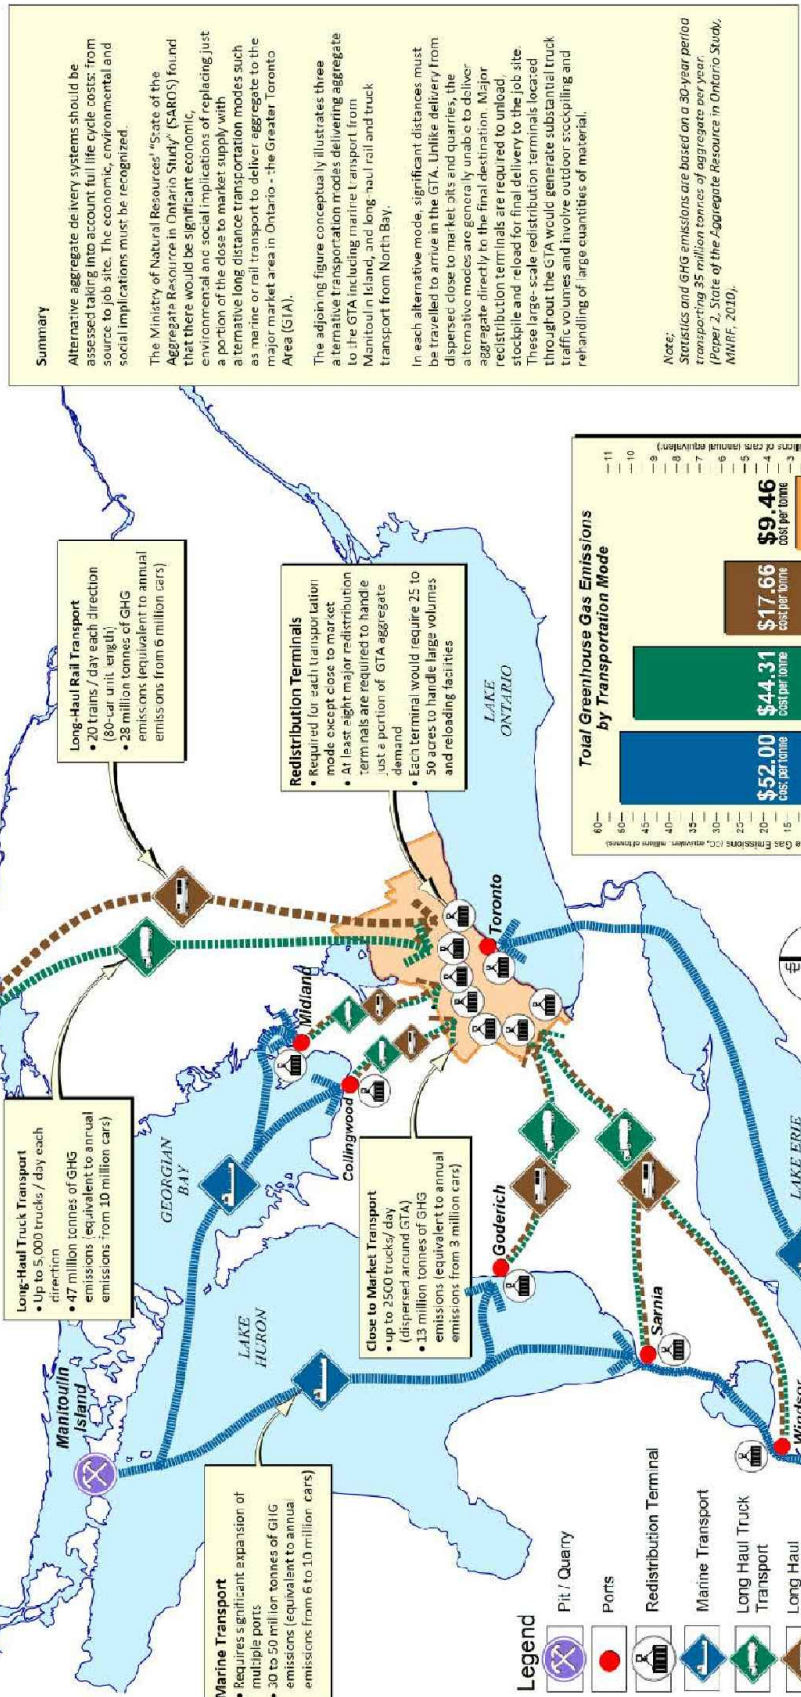 Summary
Alternative aggregate delivery systems should be
assessed taking into account full life cycle costs: from
source to job site. The economic, environmental and
social implications must be recognized.
The Ministry of Natural Resources' "State of the
Aggregate Resource in Ontario Study" (SAROS) found
that there would be significant economic,
environmental and social implications of replacing just
a portion of the close to market supply with
alternative long distance transportation modes such
as marine or rail transport to deliver aggregate to the
major market area in Ontario - the Greater Toronto
Area (GTA).
The adjoining figure conceptually illustrates three
alternative transportation modes delivering aggregate
to the GTA including marine transport from
Manitoulin Island, and long-haul rail and truck
transport from North Bay.
In each alternative mode, significant distances must
be travelled to arrive in the GTA. Unlike delivery from
dispersed close to market pits and quarries, the
alternative modes are generally unable to deliver
aggregate directly to the final destination. Major
redistribution terminals are required to unload,
stockpile and reload for final delivery to the job site.
These large-scale redistribution terminals located
throughout the GTA would generate substantial truck
traffic volumes and involve outdoor stockpiling and
rehandling of large quantities of material.
Note:
Statistics and GHG emissions are based on a 30-year period
transporting 35 million tonnes of aggregate per year.
(Paper 2, State of the Aggregate Resource in Ontario Study,
MNRF, 2010).
Long-Haul Rail Transport
• 20 trains / day each direction
(80-car unit length)
• 28 million tonnes of GHG
emissions (equivalent to annual
emissions from 6 million cars)
Redistribution Terminals
• Required for each transportation
mode except close to market
• At least eight major redistribution
terminals are required to handle
just a portion of GTA aggregate
demand
• Each terminal would require 25 to
50 acres to handle large volumes
and reloading facilities
Long-Haul Truck Transport
• Up to 5,000 trucks / day each
direction
• 47 million tonnes of GHG
emissions (equivalent to annual
emissions from 10 million cars)
Close to Market Transport
• up to 2500 trucks/ day
(dispersed around GTA)
• 13 million tonnes of GHG
emissions (equivalent to annual
emissions from 3 million cars)
Marine Transport
• Requires significant expansion of
multiple ports
• 30 to 50 million tonnes of GHG
emissions (equivalent to annual
emissions from 6 to 10 million cars)
Manitoulin
Island
GEORGIAN
BAY
LAKE
HURON
Midland
Collingwood
Goderich
Sarnia
Windsor
Toronto
LAKE
ONTARIO
LAKE ERIE
Total Greenhouse Gas Emissions
by Transportation Mode
60
50
45
40
35
30
25
20
15
$52.00
cost per tonne
$44.31
cost per tonne
$17.66
cost per tonne
$9.46
cost per tonne
11
10
9
8
7
6
5
4
3
Legend
Pit / Quarry
Ports
Redistribution Terminal
Marine Transport
Long Haul Truck
Transport
Long Haul